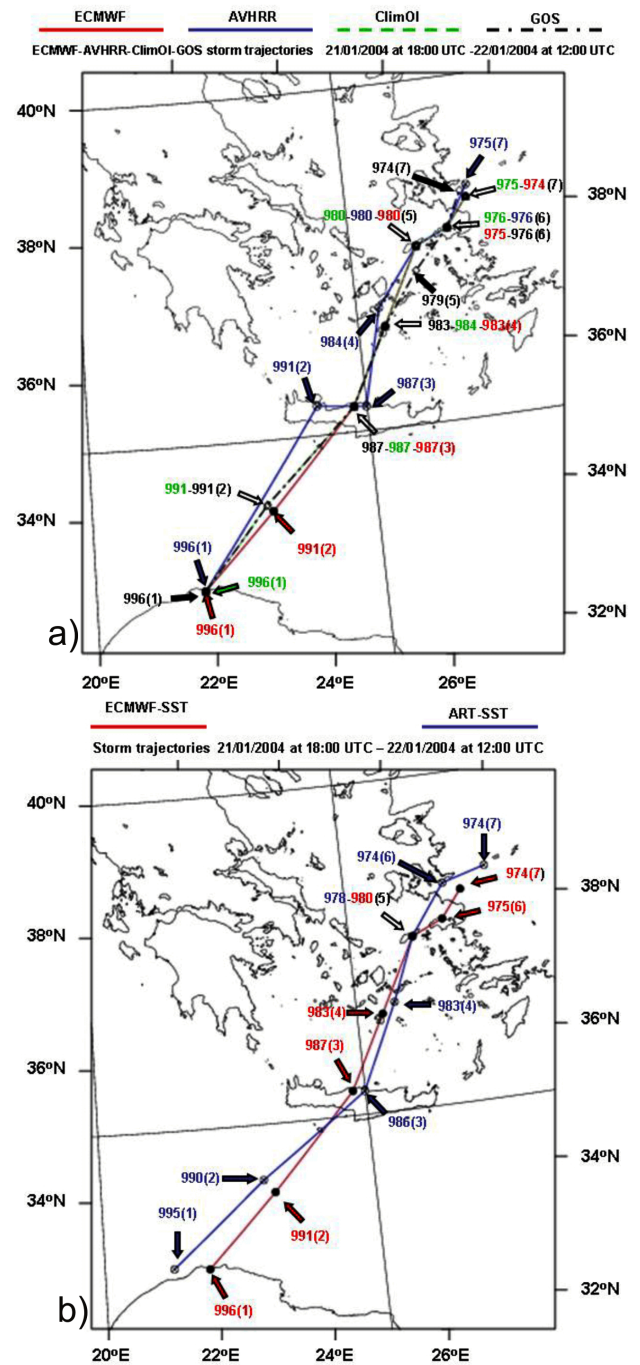 ECMWF AVHRR ClimOI GOS
ECMWF-AVHRR-ClimOI-GOS storm trajectories 21/01/2004 at 18:00 UTC -22/01/2004 at 12:00 UTC
40ºN
975(7)
974(7)
975-974(7)
38ºN
980-980-980(5)
976-976(6)
975-976(6)
38ºN
979(5)
984(4)
983-984-983(4)
36ºN
991(2)
987(3)
36ºN
987-987-987(3)
34ºN
991-991(2)
34ºN
991(2)
996(1)
996(1)
996(1)
996(1)
32ºN
a)
20ºE 22ºE 24ºE 26ºE
ECMWF-SST ART-SST
Storm trajectories 21/01/2004 at 18:00 UTC – 22/01/2004 at 12:00 UTC
40ºN
974(7)
974(6)
974(7)
38ºN
978-980(5)
975(6)
38ºN
983(4)
983(4)
36ºN
987(3)
36ºN
986(3)
34ºN
990(2)
34ºN
995(1)
991(2)
996(1)
32ºN
b)
20ºE 22ºE 24ºE 26ºE